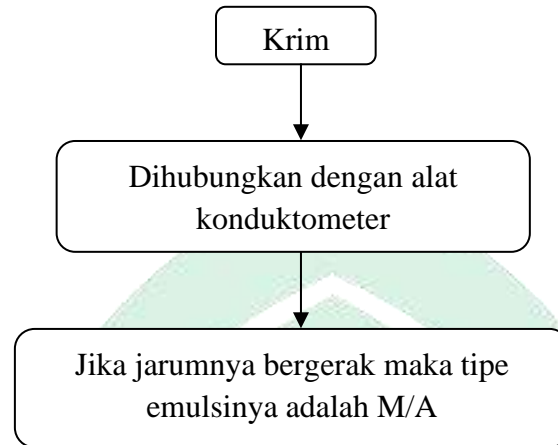 Krim
Dihubungkan dengan alat
konduktometer
Jika jarumnya bergerak maka tipe
emulsinya adalah M/A